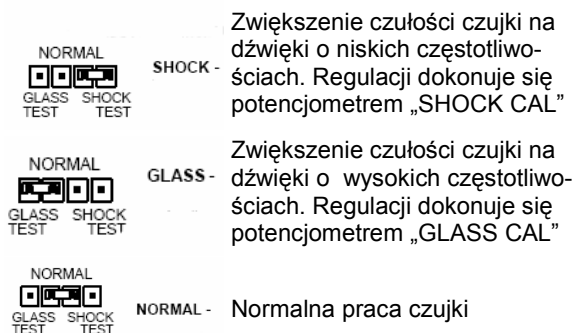 NORMAL
GLASS SHOCK
TEST TEST
SHOCK -
Zwiększenie czułości czujki na
dźwięki o niskich częstotliwo-
ściach. Regulacji dokonuje się
potencjometrem „SHOCK CAL”
NORMAL
GLASS SHOCK
TEST TEST
GLASS -
Zwiększenie czułości czujki na
dźwięki o wysokich częstotliwo-
ściach. Regulacji dokonuje się
potencjometrem „GLASS CAL”
NORMAL
GLASS SHOCK
TEST TEST
NORMAL -
Normalna praca czujki